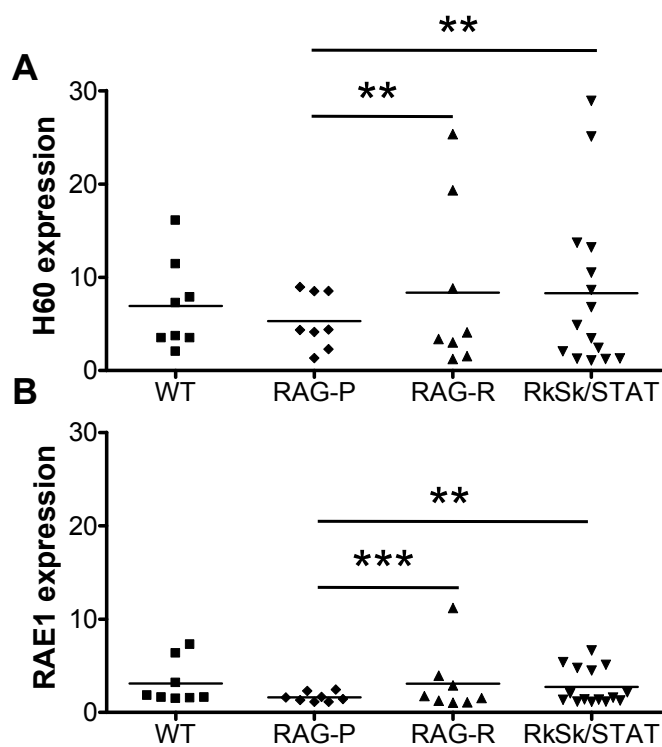 A
**
**
30
20
10
0
H60 expression
WT RAG-P RAG-R RkSk/STAT
B
**
***
30
20
10
0
RAE1 expression
WT RAG-P RAG-R RkSk/STAT